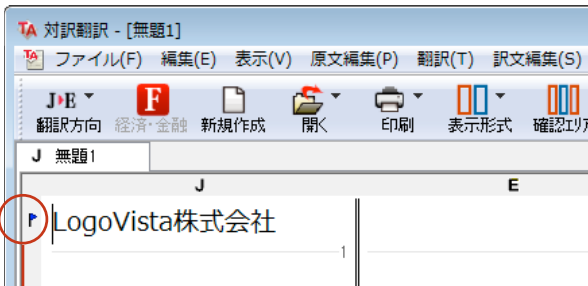 TA 対訳翻訳 - [無題1]
ファイル(F) 編集(E) 表示(V) 原文編集(P) 翻訳(T) 訳文編集(S)
J▸E F
翻訳方向 経済・金融 新規作成 開く 印刷 表示形式 確認エリア
J 無題1
J E
LogoVista株式会社
1